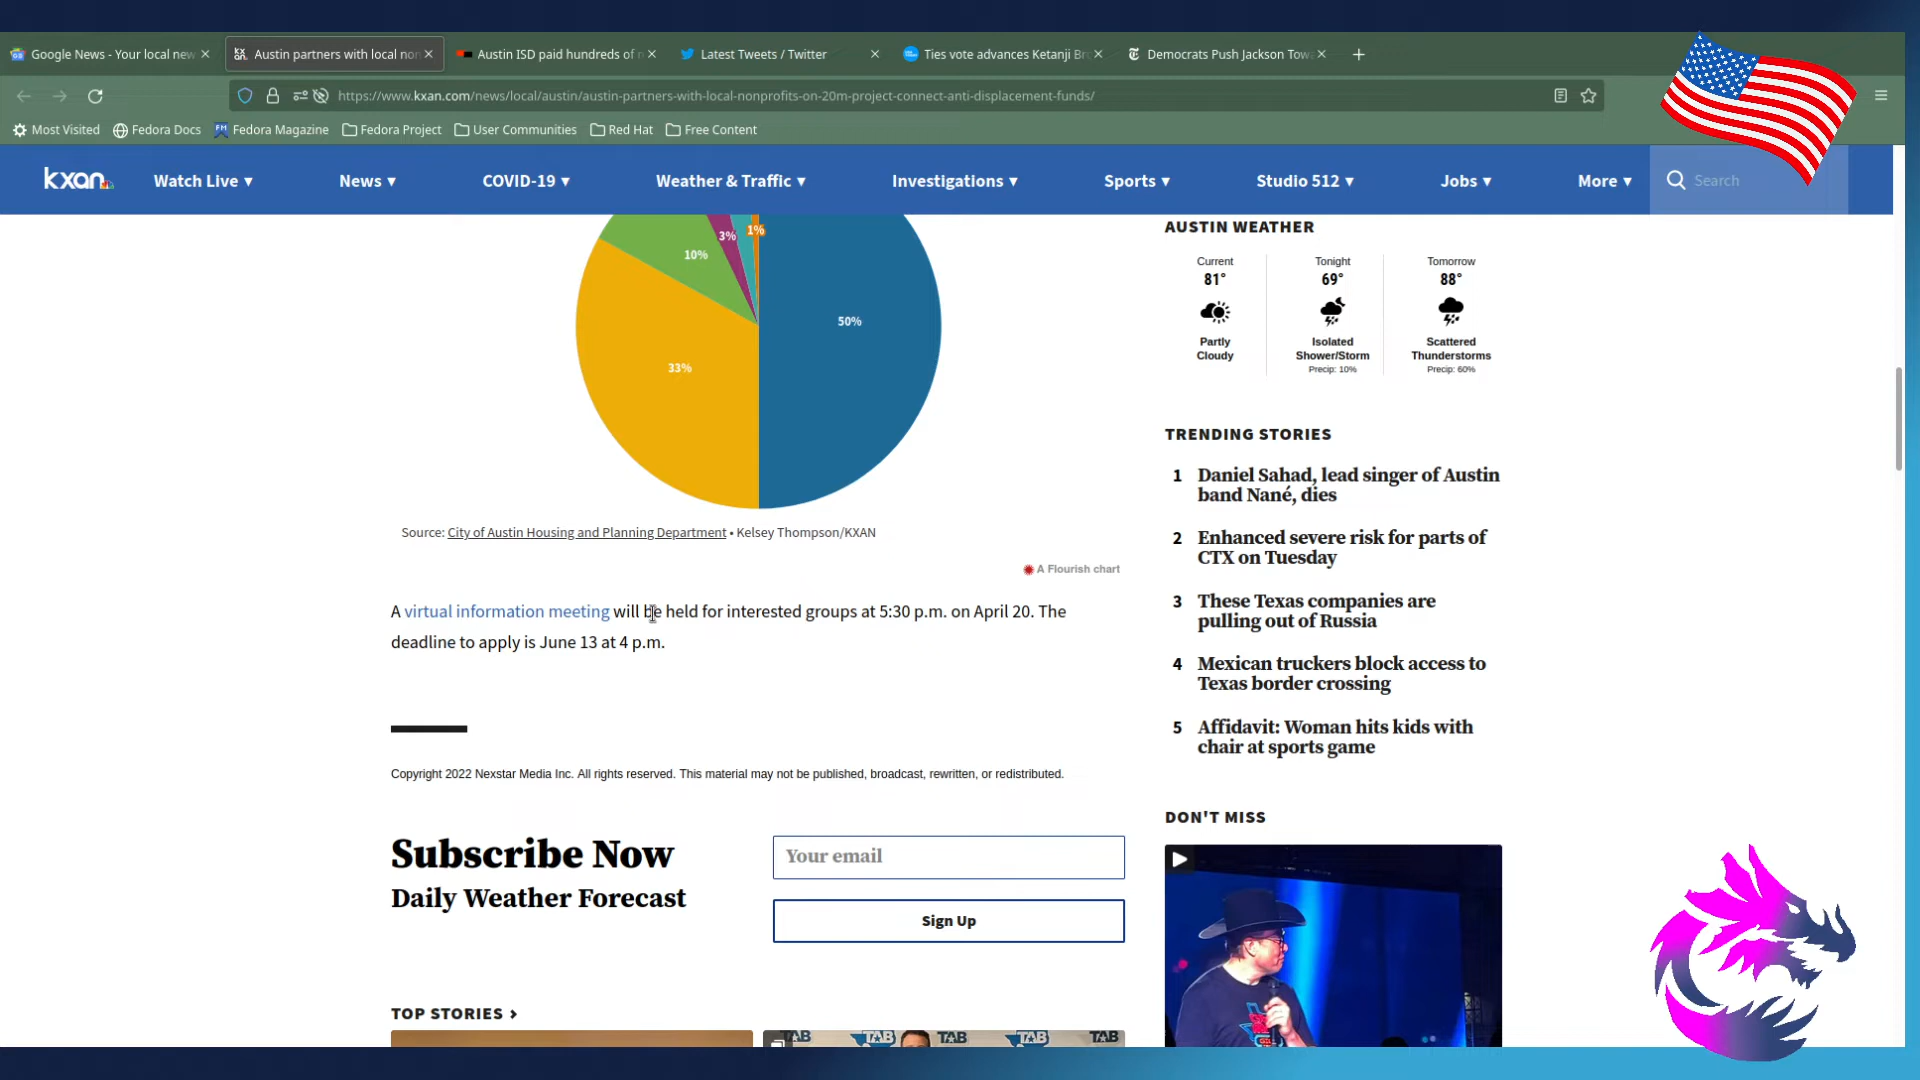 Google News - Your local new
Austin partners with local non
Austin ISD paid hundreds of n
Latest Tweets / Twitter
Ties vote advances Ketanji Br
Democrats Push Jackson Towa
https://www.kxan.com/news/local/austin/austin-partners-with-local-nonprofits-on-20m-project-connect-anti-displacement-funds/
Most Visited
Fedora Docs
Fedora Magazine
Fedora Project
User Communities
Red Hat
Free Content
kxan
Watch Live
News
COVID-19
Weather & Traffic
Investigations
Sports
Studio 512
Jobs
More
Search
3%
1%
10%
50%
33%
Source: City of Austin Housing and Planning Department • Kelsey Thompson/KXAN
A Flourish chart
A virtual information meeting will be held for interested groups at 5:30 p.m. on April 20. The
deadline to apply is June 13 at 4 p.m.
Copyright 2022 Nexstar Media Inc. All rights reserved. This material may not be published, broadcast, rewritten, or redistributed.
Subscribe Now
Daily Weather Forecast
Your email
Sign Up
TOP STORIES
TAB TAB TAB TAB TAB
AUSTIN WEATHER
Current
81°
Partly
Cloudy
Tonight
69°
Isolated
Shower/Storm
Precip: 10%
Tomorrow
88°
Scattered
Thunderstorms
Precip: 60%
TRENDING STORIES
1 Daniel Sahad, lead singer of Austin
band Nané, dies
2 Enhanced severe risk for parts of
CTX on Tuesday
3 These Texas companies are
pulling out of Russia
4 Mexican truckers block access to
Texas border crossing
5 Affidavit: Woman hits kids with
chair at sports game
DON'T MISS